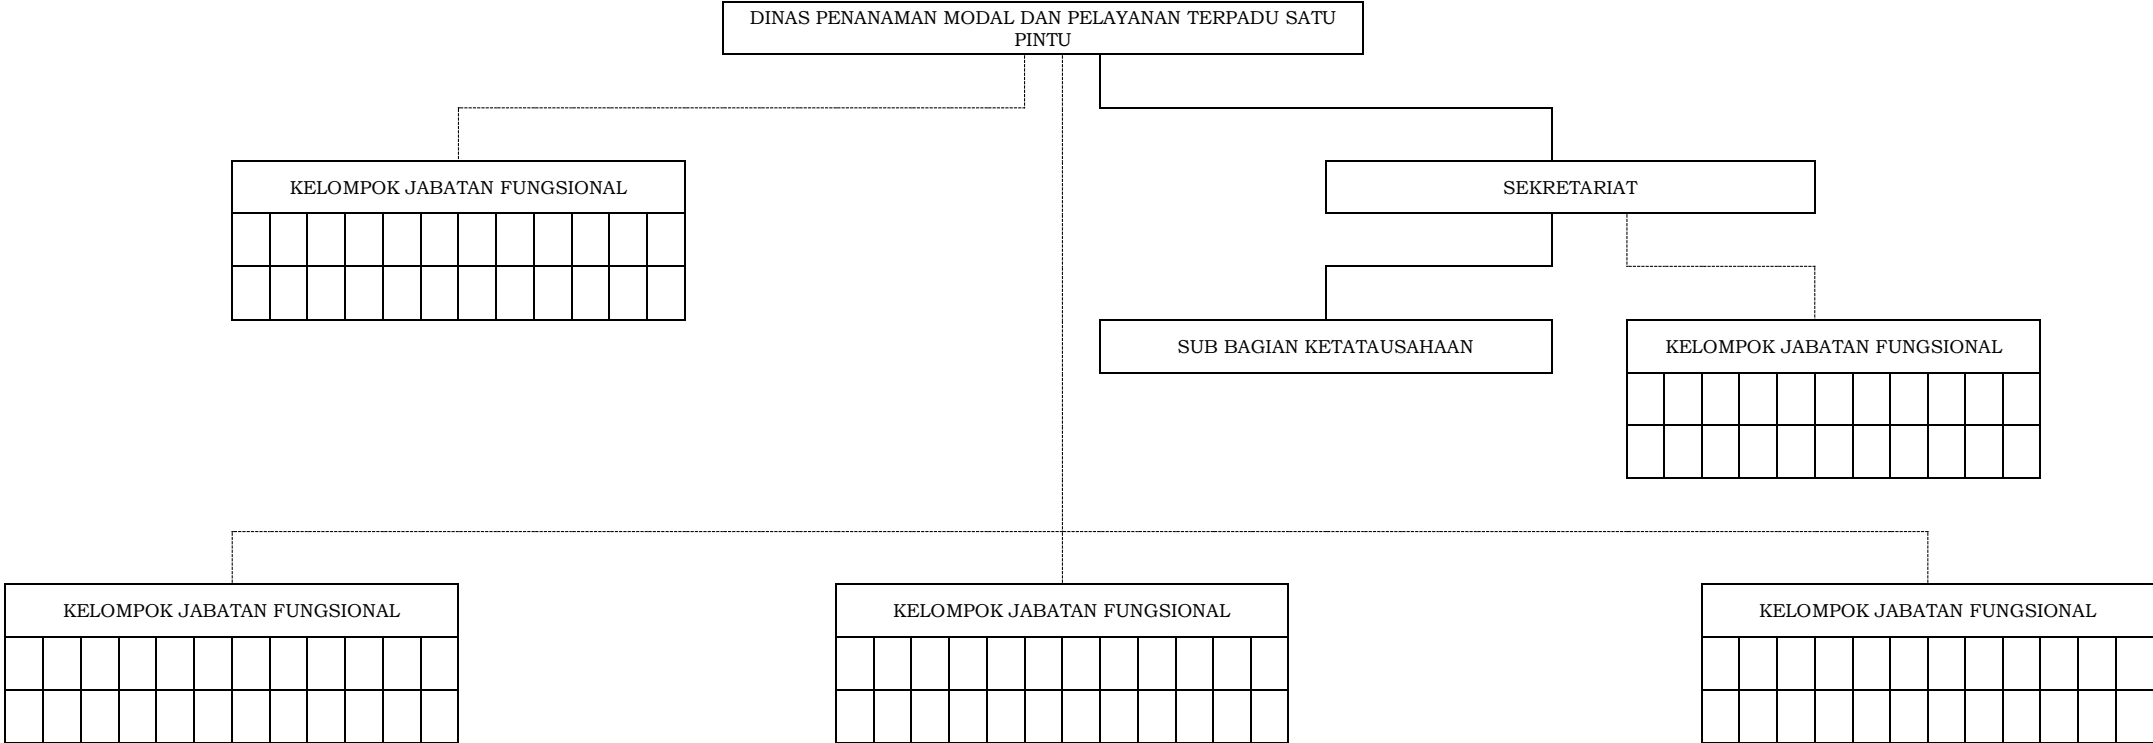 DINAS PENANAMAN MODAL DAN PELAYANAN TERPADU SATU
PINTU
KELOMPOK JABATAN FUNGSIONAL
SEKRETARIAT
SUB BAGIAN KETATAUSAHAAN
KELOMPOK JABATAN FUNGSIONAL
KELOMPOK JABATAN FUNGSIONAL
KELOMPOK JABATAN FUNGSIONAL
KELOMPOK JABATAN FUNGSIONAL